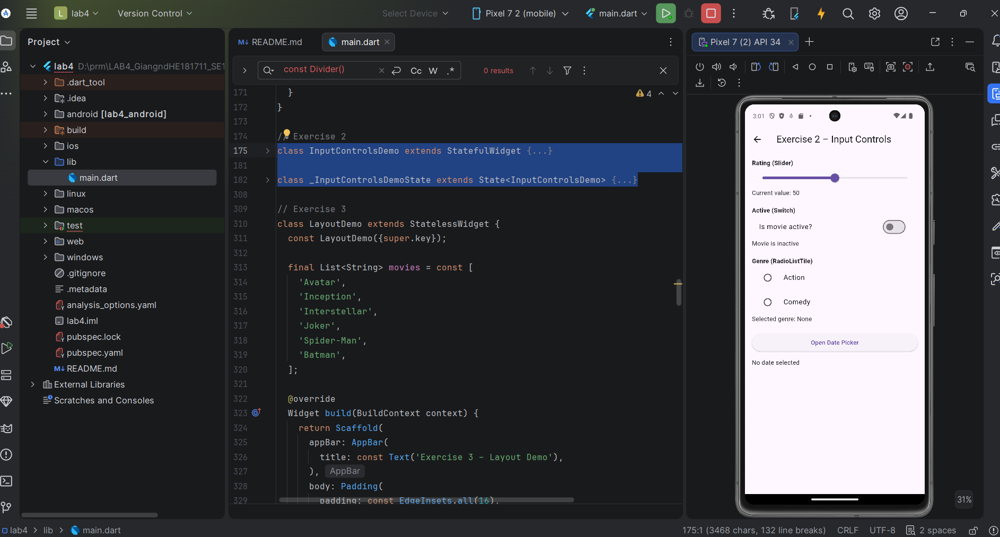 L lab4 Version Control Select Device Pixel 7 2 (mobile) main.dart
Project
lab4 D:\prm\LAB4_GiangndHE181711_SE1
.dart_tool
.idea
android [lab4_android]
build
ios
lib
main.dart
linux
macos
test
web
windows
.gitignore
.metadata
analysis_options.yaml
lab4.iml
pubspec.lock
pubspec.yaml
README.md
External Libraries
Scratches and Consoles
README.md main.dart
const Divider() Cc W .* 0 results
4
171 }
172 }
173
174 // Exercise 2
175 class InputControlsDemo extends StatefulWidget {...}
181
182 class _InputControlsDemoState extends State<InputControlsDemo> {...}
308
309 // Exercise 3
310 class LayoutDemo extends StatelessWidget {
311 const LayoutDemo({super.key});
312
313 final List<String> movies = const [
314 'Avatar',
315 'Inception',
316 'Interstellar',
317 'Joker',
318 'Spider-Man',
319 'Batman',
320 ];
321
322 @override
323 Widget build(BuildContext context) {
324 return Scaffold(
325 appBar: AppBar(
326 title: const Text('Exercise 3 – Layout Demo'),
327 ), AppBar
328 body: Padding(
329 padding: const EdgeInsets.all(16),
Pixel 7 (2) API 34
3:01
Exercise 2 – Input Controls
Rating (Slider)
Current value: 50
Active (Switch)
Is movie active?
Movie is inactive
Genre (RadioListTile)
Action
Comedy
Selected genre: None
Open Date Picker
No date selected
31%
lab4 > lib > main.dart
175:1 (3468 chars, 132 line breaks) CRLF UTF-8 2 spaces